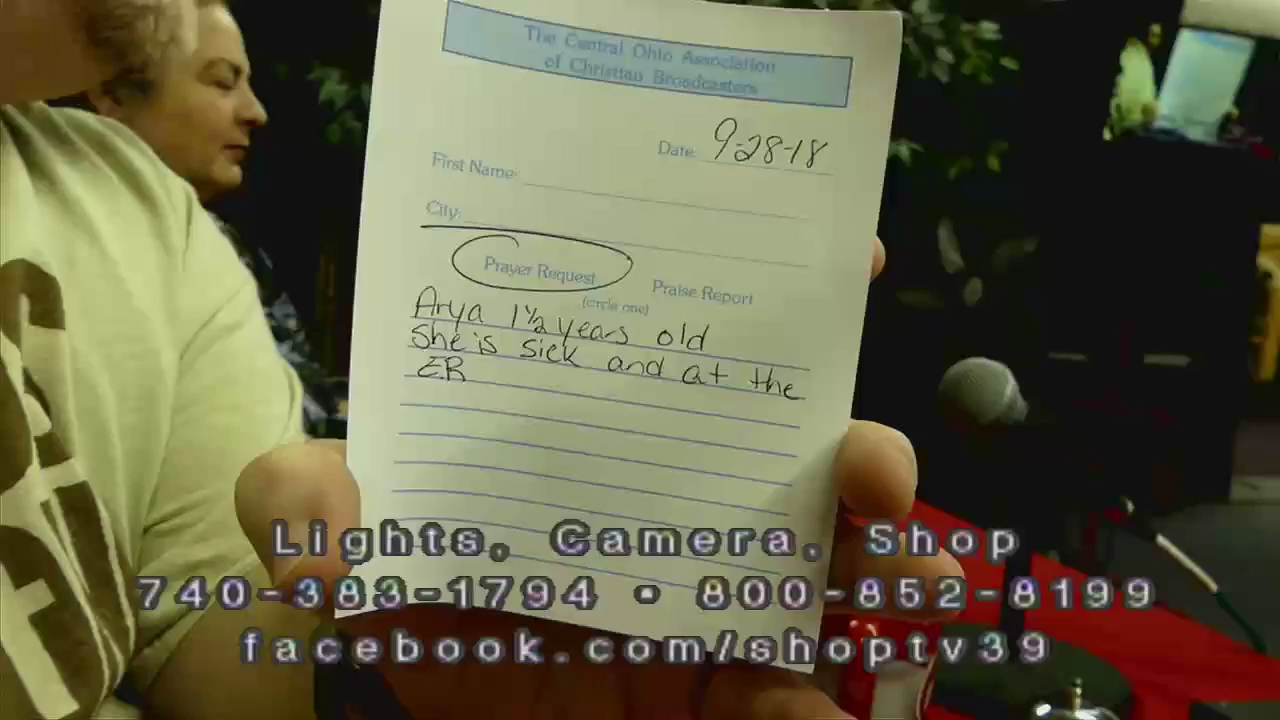 The Central Ohio Association
of Christian Broadcasters
Date: 9-28-18
First Name:
City:
Prayer Request Praise Report
(circle one)
Arya 1½ years old
She is sick and at the
ER
Lights, Camera, Shop
740-383-1794 • 800-852-8199
facebook.com/shoptv39